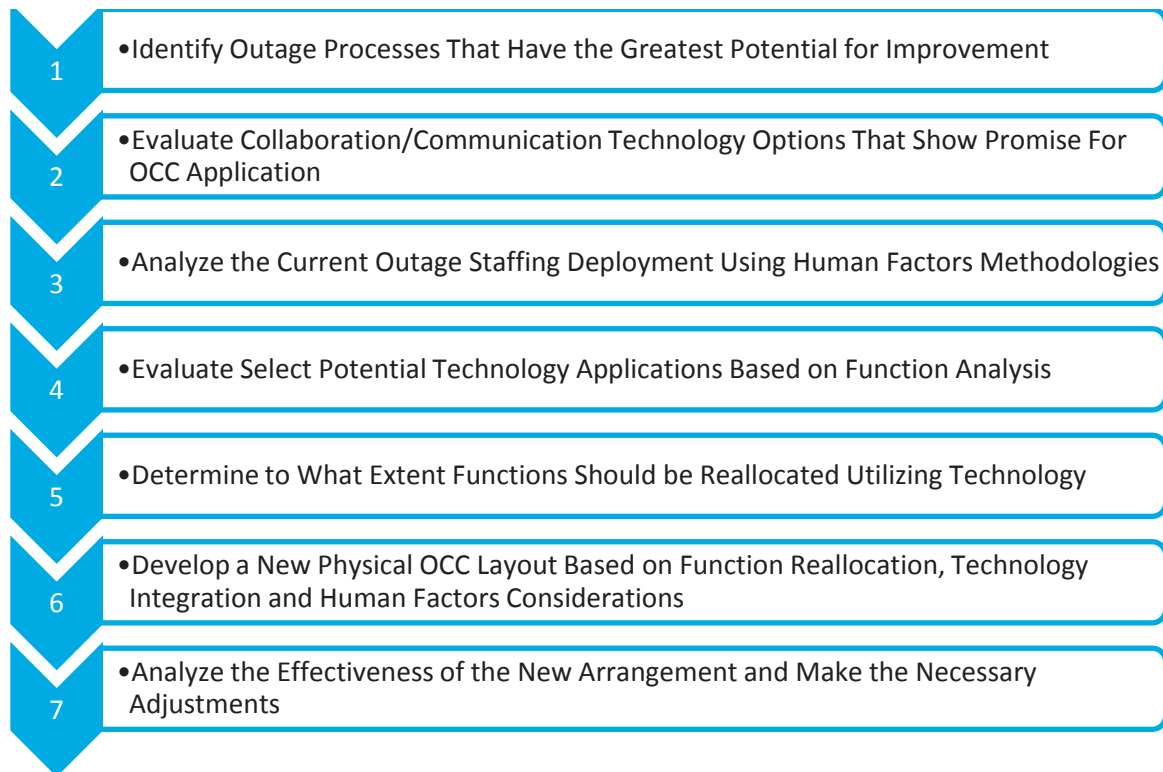 1
•Identify Outage Processes That Have the Greatest Potential for Improvement
2
•Evaluate Collaboration/Communication Technology Options That Show Promise For
OCC Application
3
•Analyze the Current Outage Staffing Deployment Using Human Factors Methodologies
4
•Evaluate Select Potential Technology Applications Based on Function Analysis
5
•Determine to What Extent Functions Should be Reallocated Utilizing Technology
6
•Develop a New Physical OCC Layout Based on Function Reallocation, Technology
Integration and Human Factors Considerations
7
•Analyze the Effectiveness of the New Arrangement and Make the Necessary
Adjustments